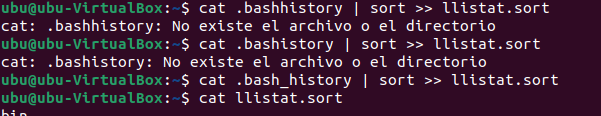 ubu@ubu-VirtualBox:~$ cat .bashhistory | sort >> llistat.sort
cat: .bashhistory: No existe el archivo o el directorio
ubu@ubu-VirtualBox:~$ cat .bashistory | sort >> llistat.sort
cat: .bashistory: No existe el archivo o el directorio
ubu@ubu-VirtualBox:~$ cat .bash_history | sort >> llistat.sort
ubu@ubu-VirtualBox:~$ cat llistat.sort
bin